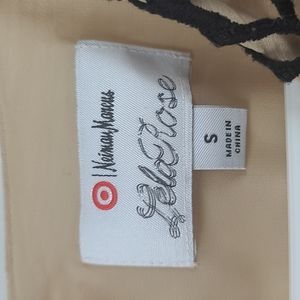 Neiman Marcus
Lela Rose
S
MADE IN
CHINA